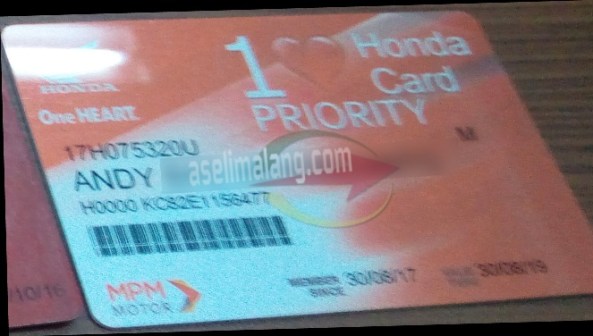 HONDA
One HEART.
1 Honda
Card
PRIORITY
17H075320U
ANDY
M
aselimalang.com
H0000 KC82E1156477
MPM
MOTOR
MEMBER
SINCE
30/08/17
VALID
THRU
30/08/19
10/16